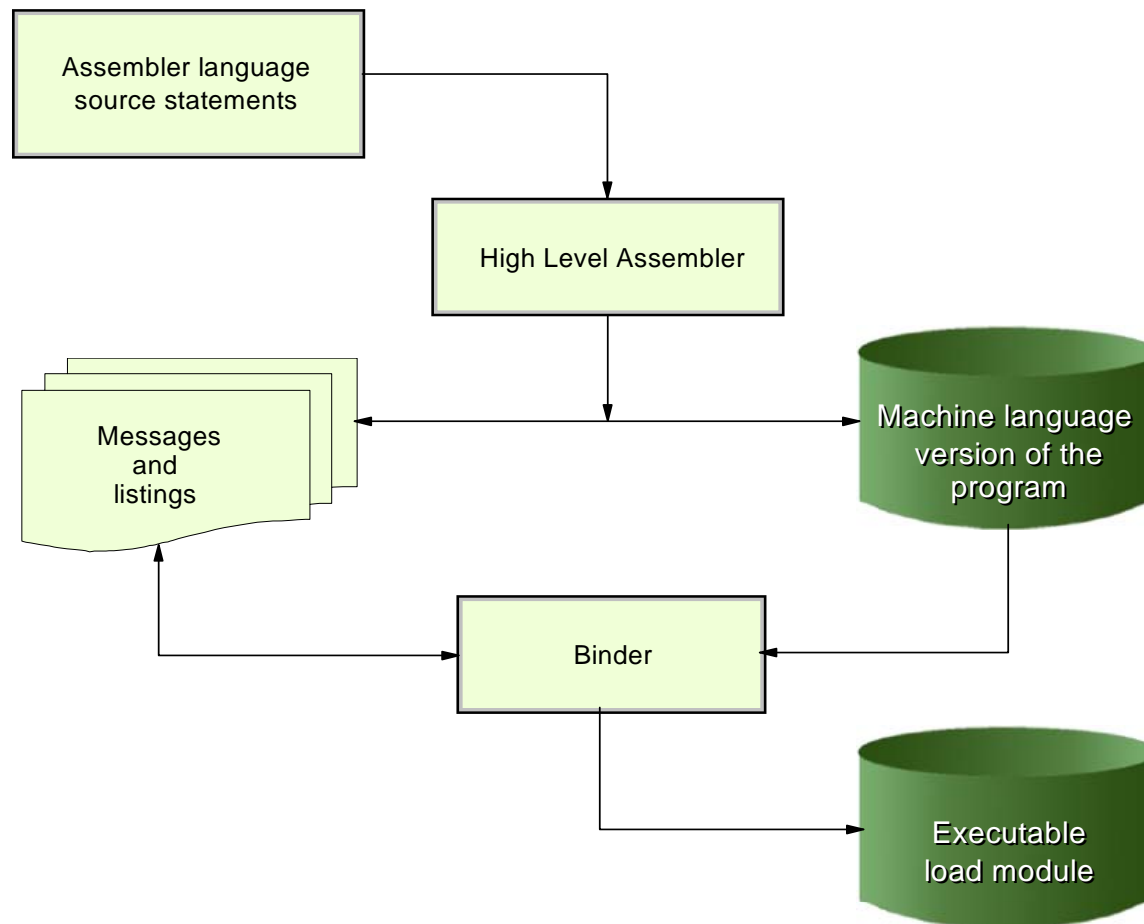 Assembler language
source statements
High Level Assembler
Messages
and
listings
Machine language
version of the
program
Binder
Executable
load module